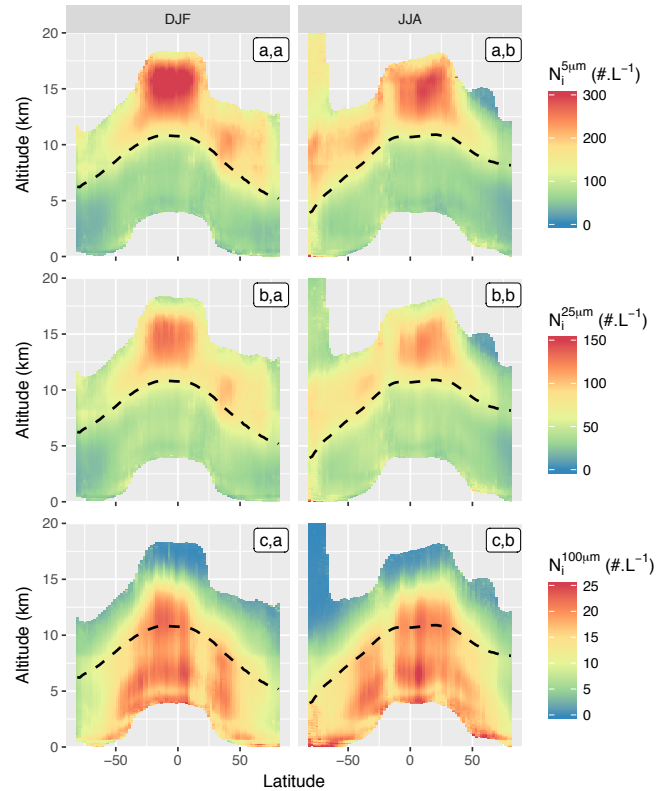 DJF JJA
a,a a,b
20
15
10
5
0
Altitude (km)
N_i^{5μm} (#.L⁻¹)
300
200
100
0
b,a b,b
20
15
10
5
0
Altitude (km)
N_i^{25μm} (#.L⁻¹)
150
100
50
0
c,a c,b
20
15
10
5
0
Altitude (km)
N_i^{100μm} (#.L⁻¹)
25
20
15
10
5
0
−50 0 50 −50 0 50
Latitude